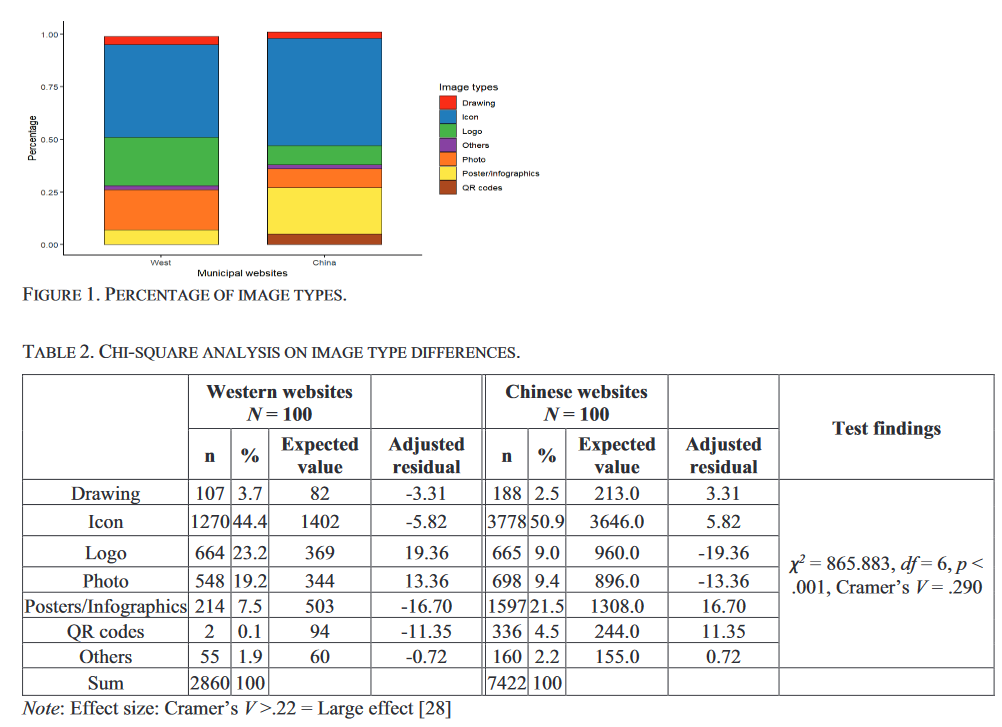 1.00
0.75
0.50
0.25
0.00
Percentage
West China
Municipal websites
Image types
Drawing
Icon
Logo
Others
Photo
Poster/infographics
QR codes
FIGURE 1. PERCENTAGE OF IMAGE TYPES.
TABLE 2. CHI-SQUARE ANALYSIS ON IMAGE TYPE DIFFERENCES.
Western websites N = 100 Chinese websites N = 100 Test findings
n % Expected value Adjusted residual n % Expected value Adjusted residual
Drawing 107 3.7 82 -3.31 188 2.5 213.0 3.31
Icon 1270 44.4 1402 -5.82 3778 50.9 3646.0 5.82
Logo 664 23.2 369 19.36 665 9.0 960.0 -19.36
Photo 548 19.2 344 13.36 698 9.4 896.0 -13.36
Posters/Infographics 214 7.5 503 -16.70 1597 21.5 1308.0 16.70
QR codes 2 0.1 94 -11.35 336 4.5 244.0 11.35
Others 55 1.9 60 -0.72 160 2.2 155.0 0.72
Sum 2860 100 7422 100
χ² = 865.883, df = 6, p <
.001, Cramer's V = .290
Note: Effect size: Cramer's V >.22 = Large effect [28]